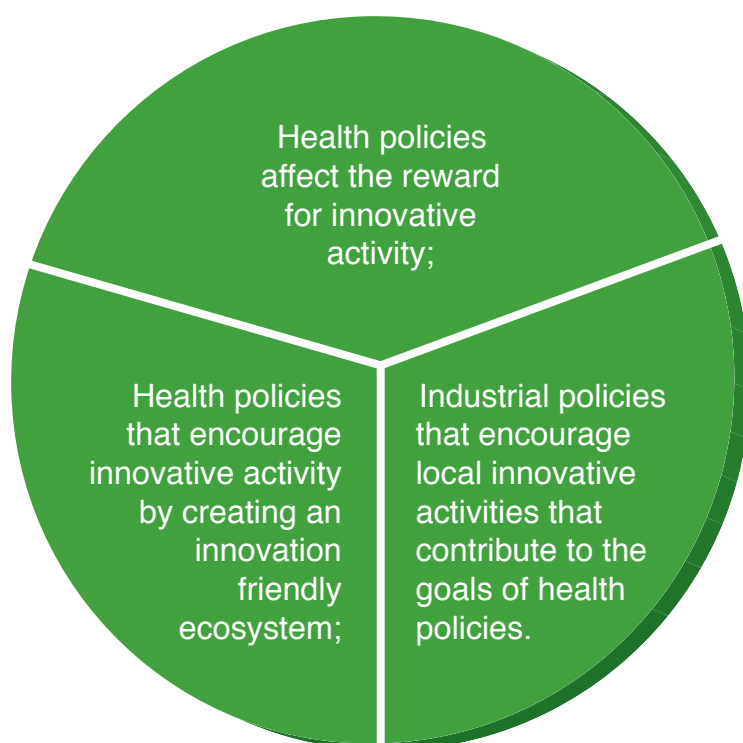 Health policies
affect the reward
for innovative
activity;
Health policies
that encourage
innovative activity
by creating an
innovation
friendly
ecosystem;
Industrial policies
that encourage
local innovative
activities that
contribute to the
goals of health
policies.